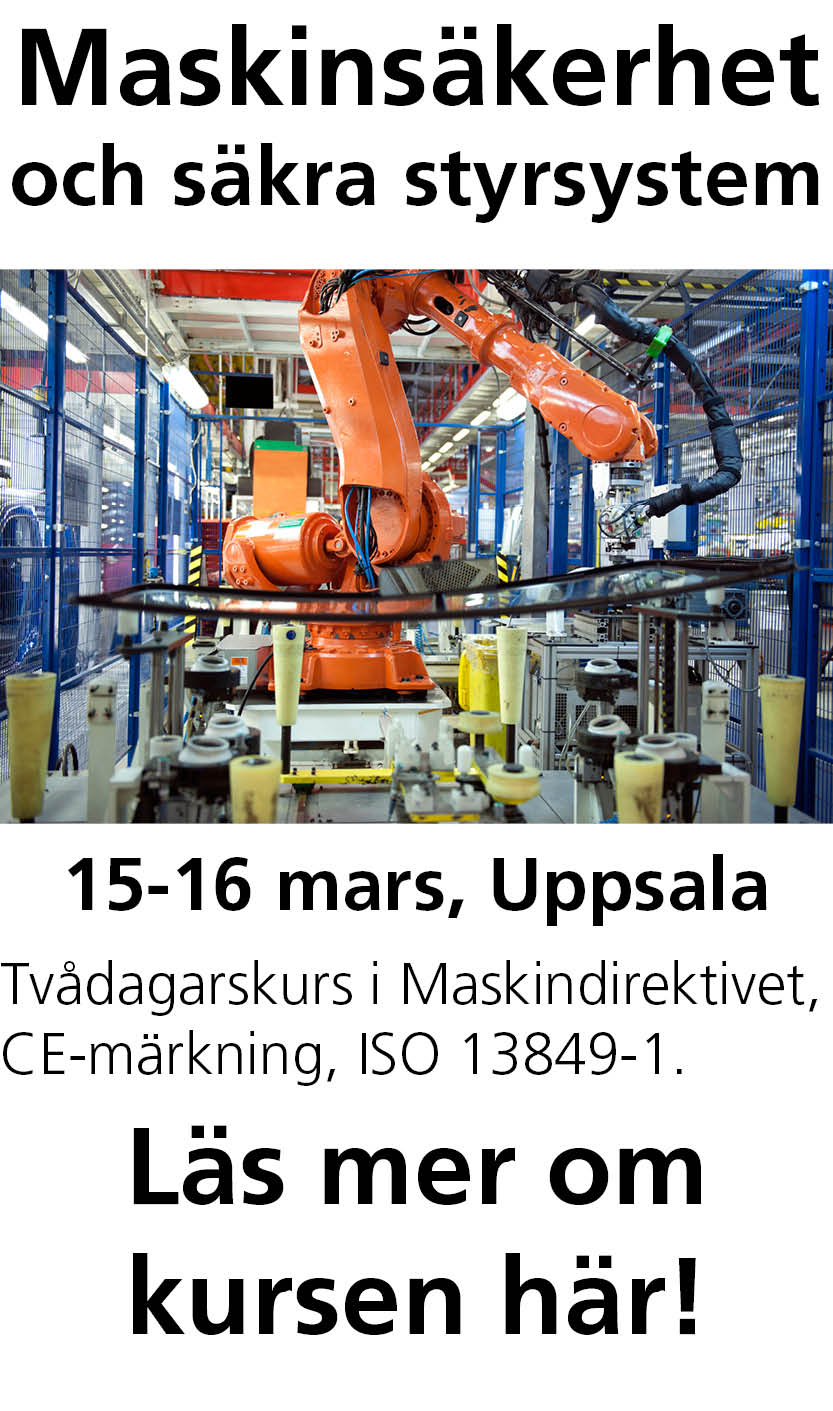 Maskinsäkerhet
och säkra styrsystem
15-16 mars, Uppsala
Tvådagarskurs i Maskindirektivet,
CE-märkning, ISO 13849-1.
Läs mer om
kursen här!